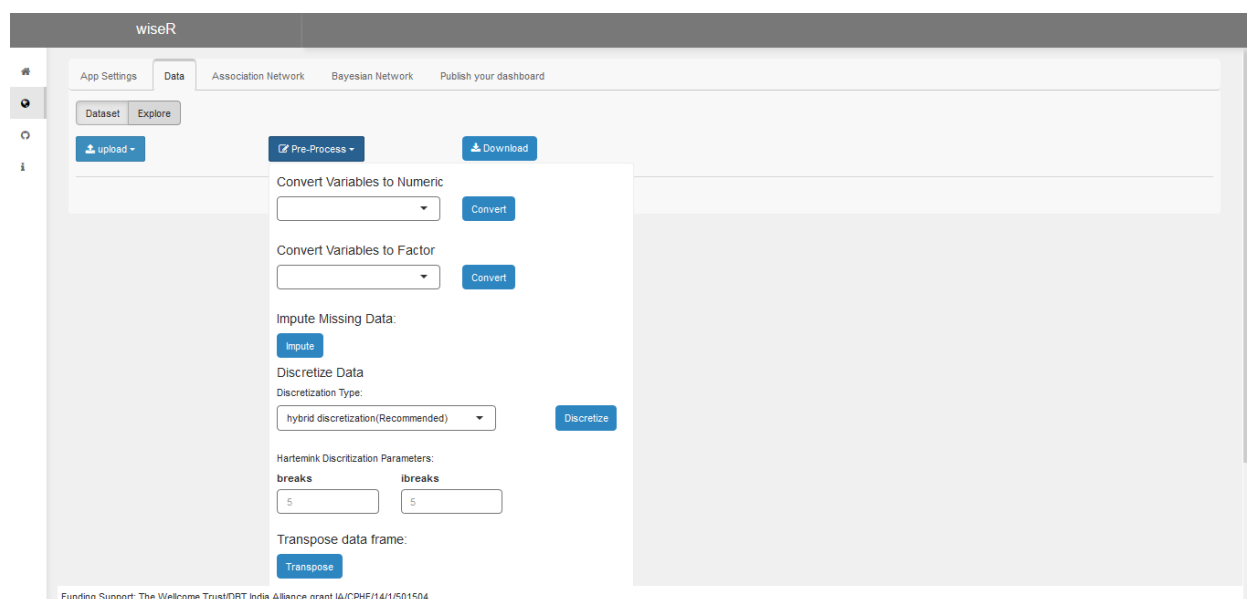 wiseR
App Settings Data Association Network Bayesian Network Publish your dashboard
Dataset Explore
upload Pre-Process Download
Convert Variables to Numeric
Convert
Convert Variables to Factor
Convert
Impute Missing Data:
Impute
Discretize Data
Discretization Type:
hybrid discretization(Recommended) Discretize
Hartemink Discritization Parameters:
breaks ibreaks
5 5
Transpose data frame:
Transpose
Funding Support: The Wellcome Trust/DBT India Alliance grant IA/CPHE/14/1/501504